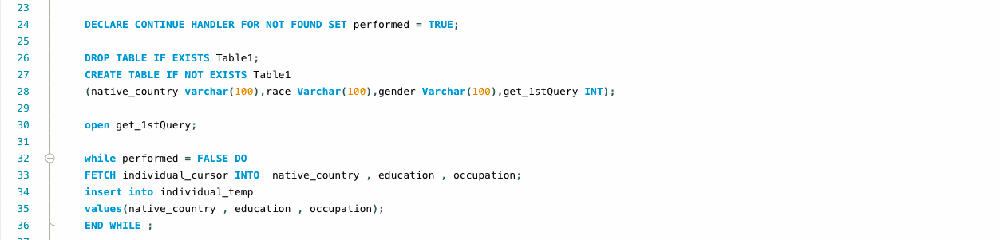 23
24 DECLARE CONTINUE HANDLER FOR NOT FOUND SET performed = TRUE;
25
26 DROP TABLE IF EXISTS Table1;
27 CREATE TABLE IF NOT EXISTS Table1
28 (native_country varchar(100),race Varchar(100),gender Varchar(100),get_1stQuery INT);
29
30 open get_1stQuery;
31
32 while performed = FALSE DO
33 FETCH individual_cursor INTO  native_country , education , occupation;
34 insert into individual_temp
35 values(native_country , education , occupation);
36 END WHILE ;